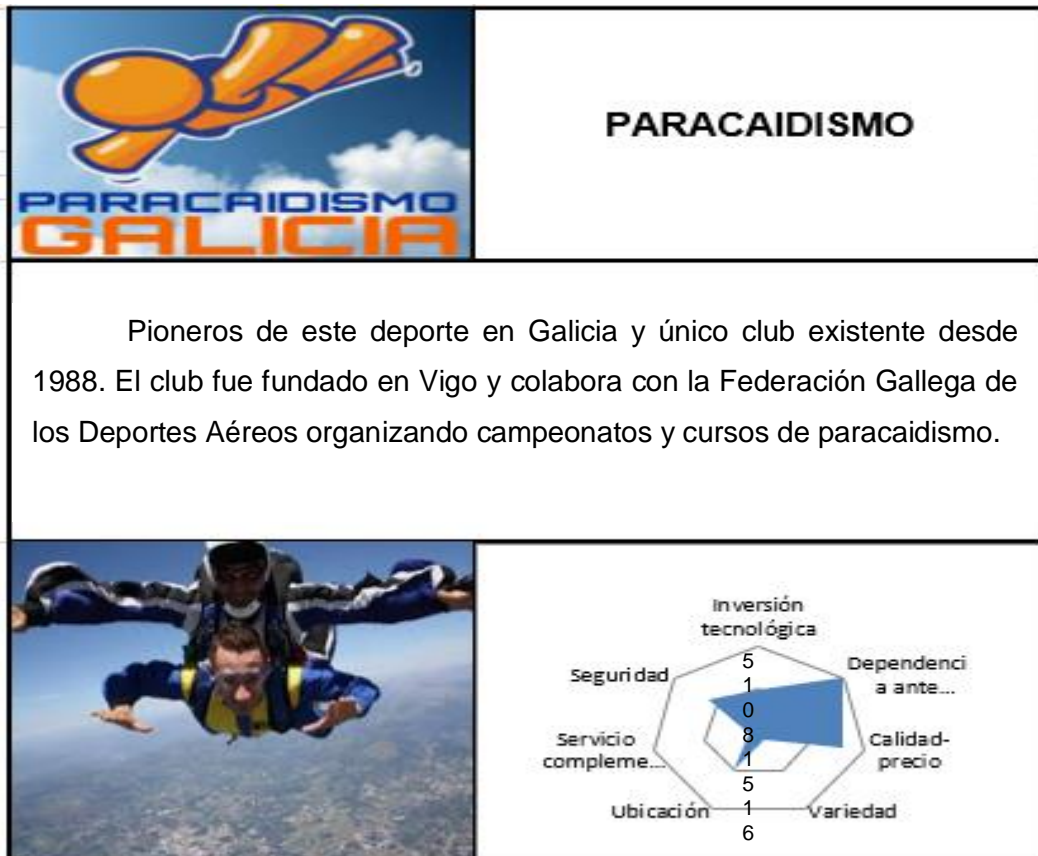 PARACAIDISMO
GALICIA
PARACAIDISMO
Pioneros de este deporte en Galicia y único club existente desde
1988. El club fue fundado en Vigo y colabora con la Federación Gallega de
los Deportes Aéreos organizando campeonatos y cursos de paracaidismo.
Inversión
tecnológica
Dependenci
a ante...
Calidad-
precio
Variedad
Ubicación
Servicio
compleme...
Seguridad
5
1
0
8
1
5
1
6